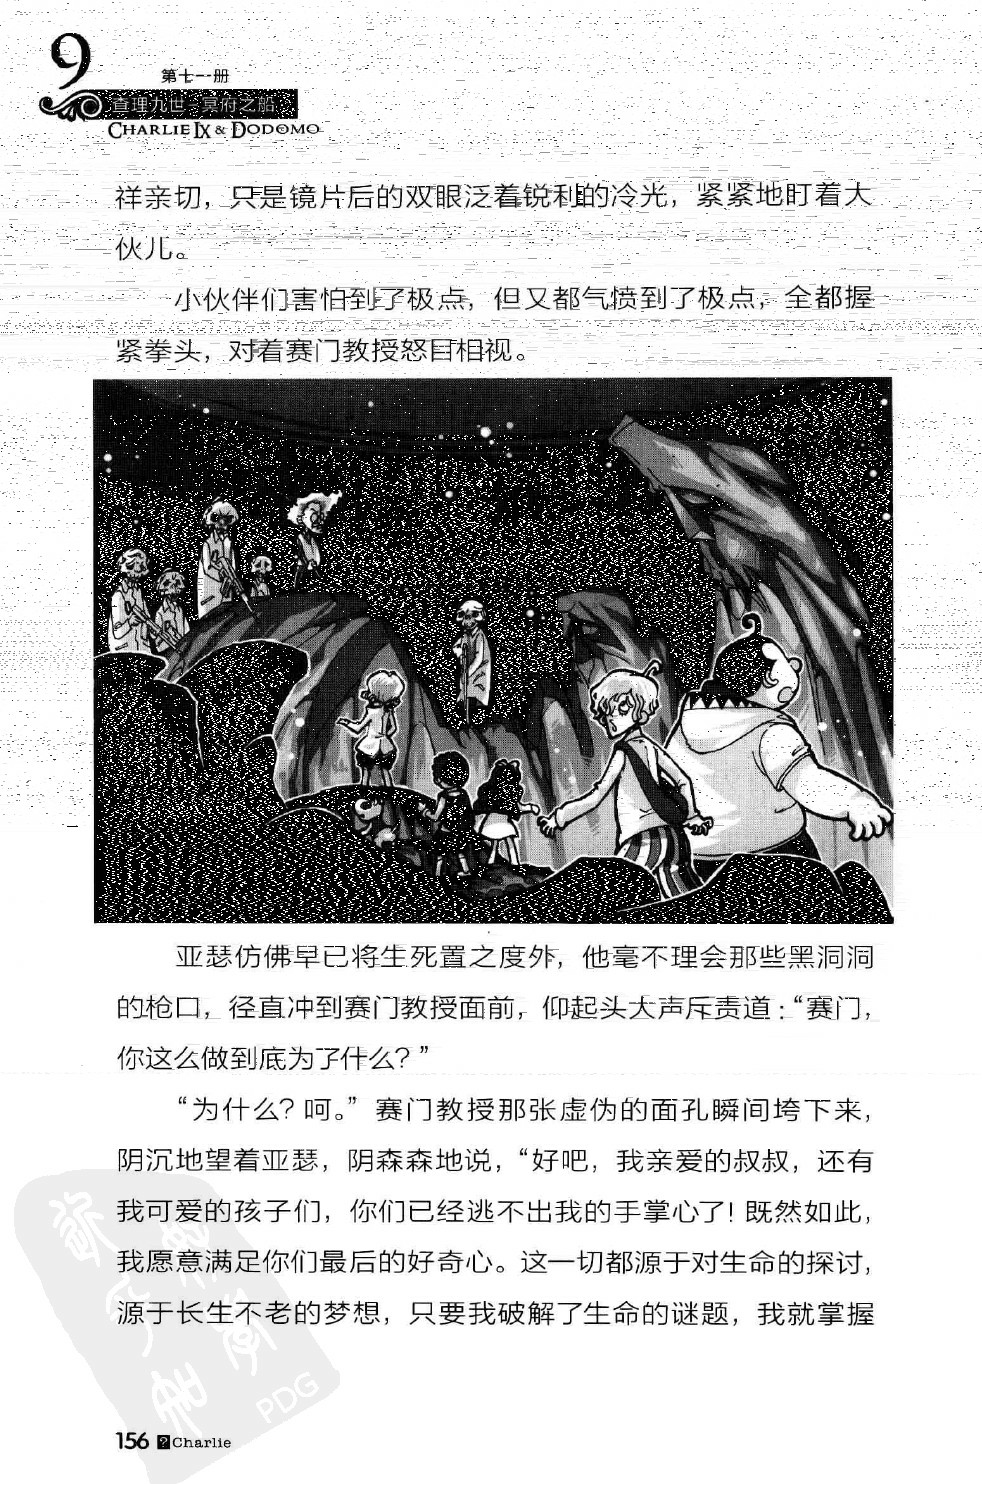 9
第十一册
查理九世·冥府之船
CHARLIE IX & DODOMO
祥亲切，只是镜片后的双眼泛着锐利的冷光，紧紧地盯着大
伙儿。
小伙伴们害怕到了极点，但又都气愤到了极点，全都握
紧拳头，对着赛门教授怒目相视。
亚瑟仿佛早已将生死置之度外，他毫不理会那些黑洞洞
的枪口，径直冲到赛门教授面前，仰起头大声斥责道：“赛门，
你这么做到底为了什么？”
“为什么？呵。”赛门教授那张虚伪的面孔瞬间垮下来，
阴沉地望着亚瑟，阴森森地说，“好吧，我亲爱的叔叔，还有
我可爱的孩子们，你们已经逃不出我的手掌心了！既然如此，
我愿意满足你们最后的好奇心。这一切都源于对生命的探讨，
源于长生不老的梦想，只要我破解了生命的谜题，我就掌握
PDG
156 ? Charlie